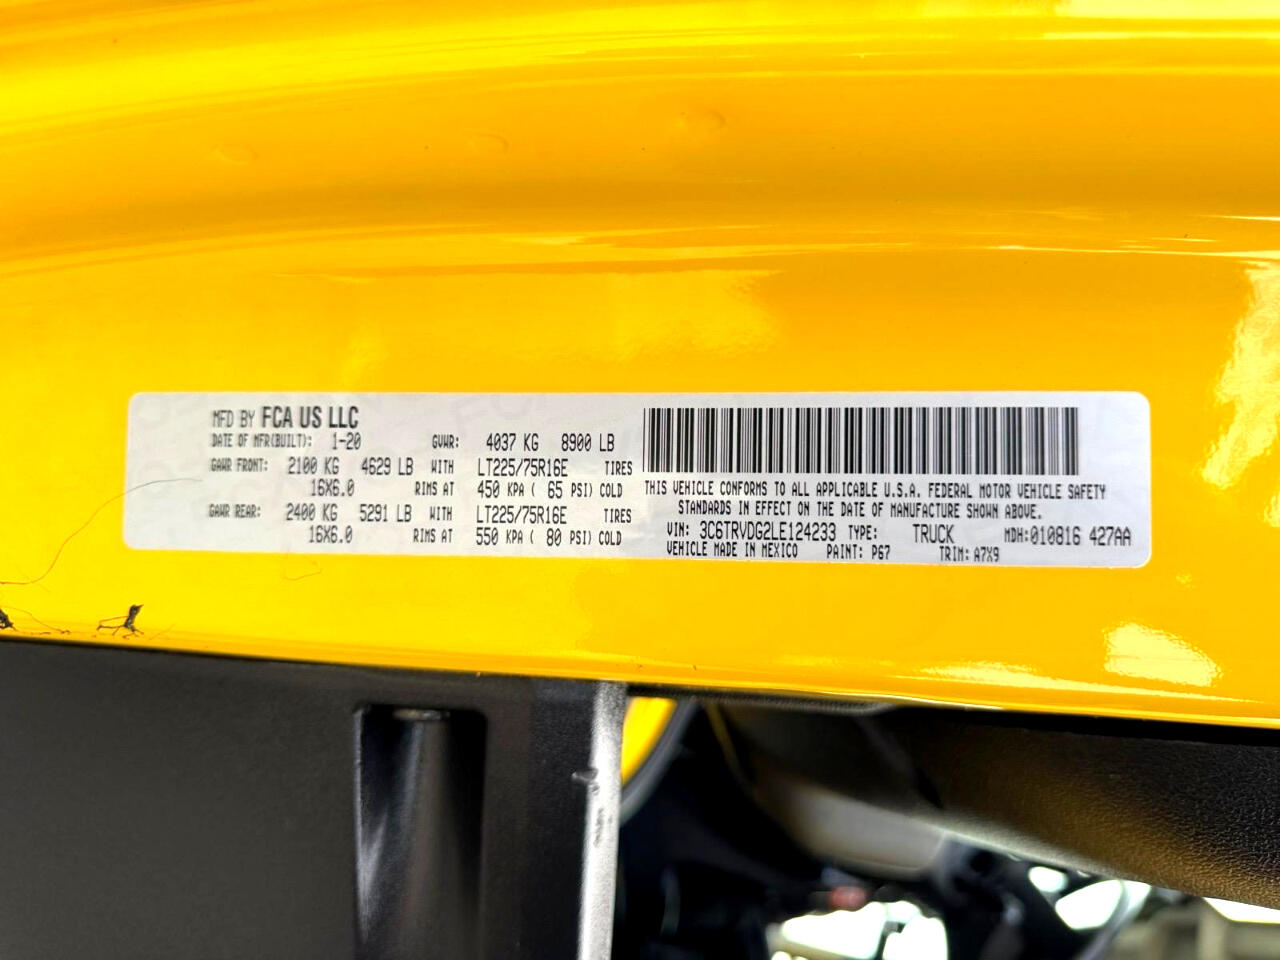 MFD BY FCA US LLC
DATE OF MFR(BUILT): 1-20 GVWR: 4037 KG 8900 LB
GAWR FRONT: 2100 KG 4629 LB WITH LT225/75R16E TIRES
16X6.0 RIMS AT 450 KPA ( 65 PSI) COLD
GAWR REAR: 2400 KG 5291 LB WITH LT225/75R16E TIRES
16X6.0 RIMS AT 550 KPA ( 80 PSI) COLD
THIS VEHICLE CONFORMS TO ALL APPLICABLE U.S.A. FEDERAL MOTOR VEHICLE SAFETY
STANDARDS IN EFFECT ON THE DATE OF MANUFACTURE SHOWN ABOVE.
VIN: 3C6TRVDG2LE124233 TYPE: TRUCK MDH:010816 427AA
VEHICLE MADE IN MEXICO PAINT: P67 TRIM: A7X9